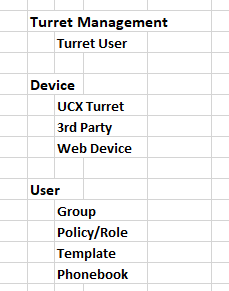 Turret Management
Turret User
Device
UCX Turret
3rd Party
Web Device
User
Group
Policy/Role
Template
Phonebook